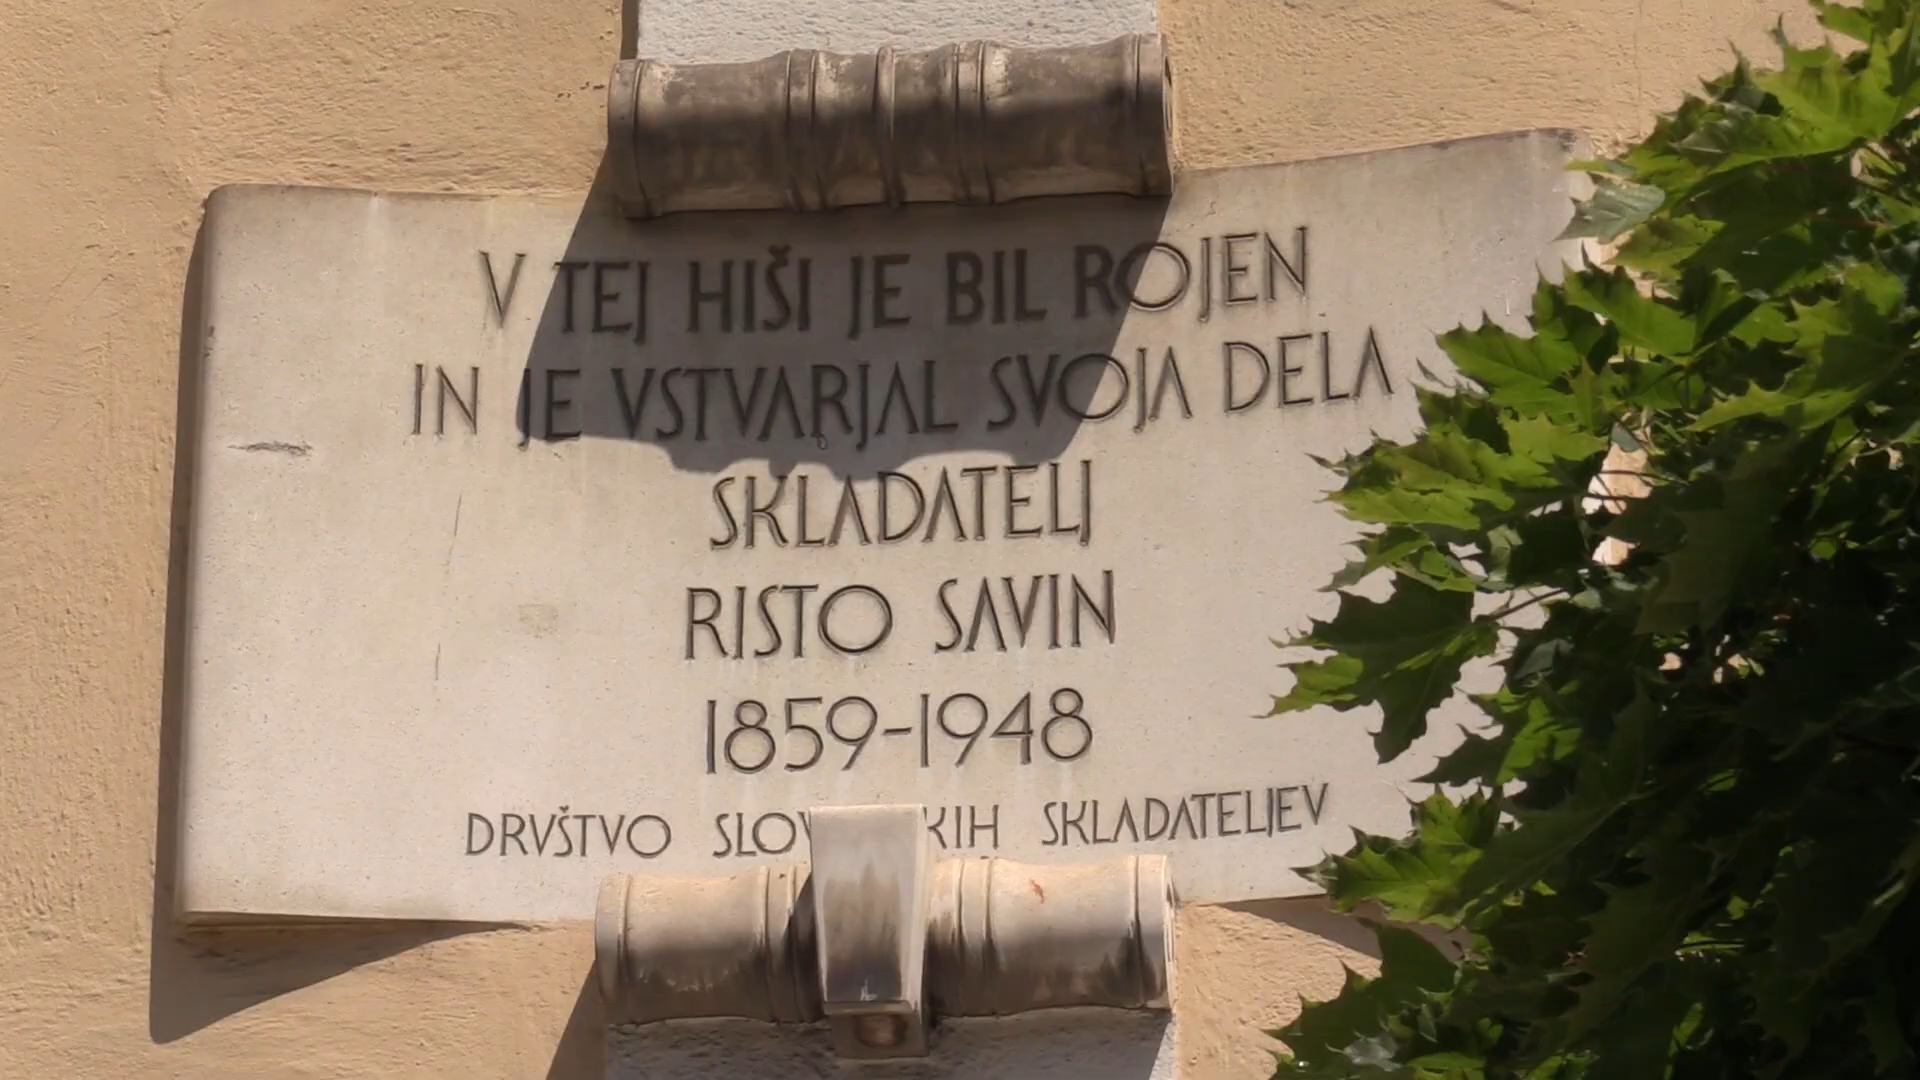 V TEJ HIŠI JE BIL ROJEN
IN JE VSTVARJAL SVOJA DELA
SKLADATELJ
RISTO SAVIN
1859-1948
DRVŠTVO SKLADATELJEV